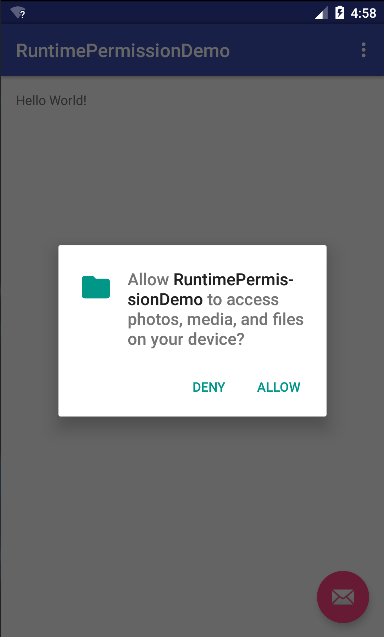 4:58
RuntimePermissionDemo
Hello World!
Allow RuntimePermis-
sionDemo to access
photos, media, and files
on your device?
DENY ALLOW